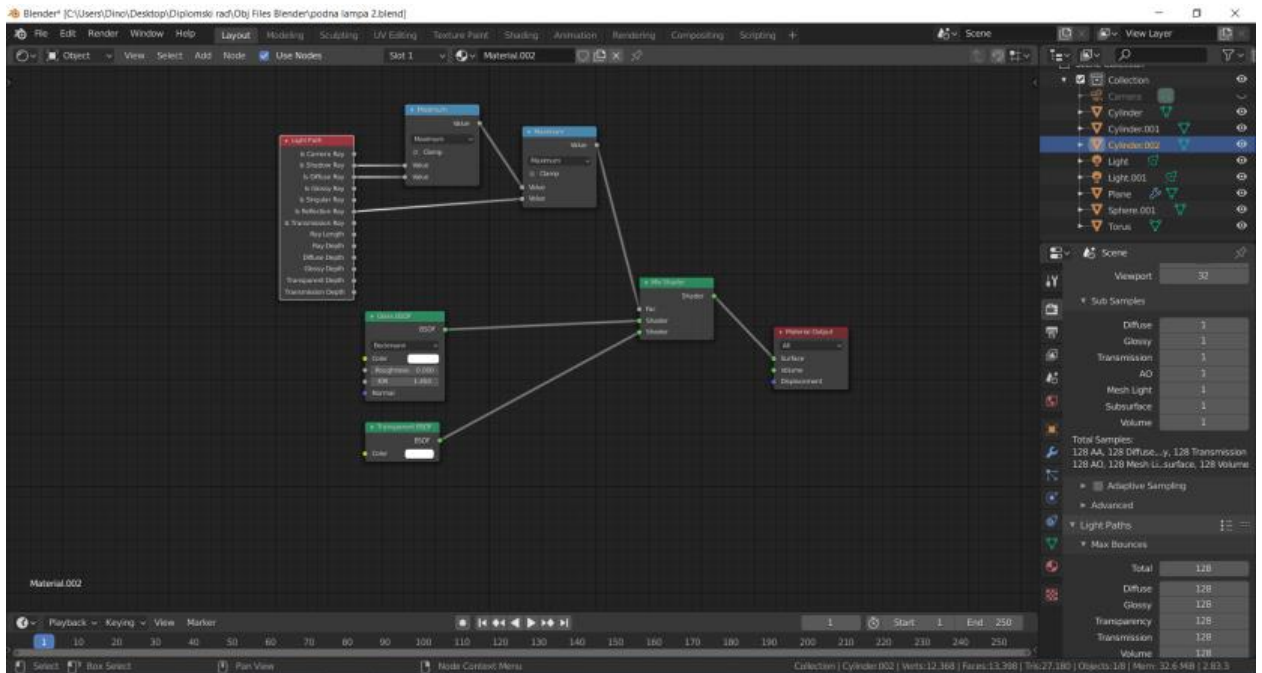 Blender* [C:\Users\Dino\Desktop\Diplomski rad\Obj Files Blender\podna lampa 2.blend]
File Edit Render Window Help Layout Modeling Sculpting UV Editing Texture Paint Shading Animation Rendering Compositing Scripting + Scene View Layer
Object View Select Add Node Use Nodes Slot 1 Material.002
Collection
Camera
Cylinder
Cylinder.001
Cylinder.002
Light
Light.001
Plane
Sphere.001
Torus
Maximum
Value
Maximum
Clamp
Value
Value
Maximum
Value
Maximum
Clamp
Value
Value
Light Path
Is Camera Ray
Is Shadow Ray
Is Diffuse Ray
Is Glossy Ray
Is Singular Ray
Is Reflection Ray
Is Transmission Ray
Ray Length
Ray Depth
Diffuse Depth
Glossy Depth
Transparent Depth
Transmission Depth
Mix Shader
Shader
Fac
Shader
Shader
Glass BSDF
BSDF
Beckmann
Color
Roughness 0.000
IOR 1.450
Normal
Transparent BSDF
BSDF
Color
Material Output
All
Surface
Volume
Displacement
Scene
Viewport 32
Sub Samples
Diffuse 1
Glossy 1
Transmission 1
AO 1
Mesh Light 1
Subsurface 1
Volume 1
Total Samples:
128 AA, 128 Diffuse,...y, 128 Transmission
128 AO, 128 Mesh Li...surface, 128 Volume
Adaptive Sampling
Advanced
Light Paths
Max Bounces
Total 128
Diffuse 128
Glossy 128
Transparency 128
Transmission 128
Volume 128
Material.002
Playback Keying View Marker 1 Start 1 End 250
1 10 20 30 40 50 60 70 80 90 100 110 120 130 140 150 160 170 180 190 200 210 220 230 240 250
Select Box Select Pan View Node Context Menu Collection | Cylinder.002 | Verts:12,368 | Faces:13,398 | Tris:27,180 | Objects:1/8 | Mem: 32.6 MiB | 2.83.3